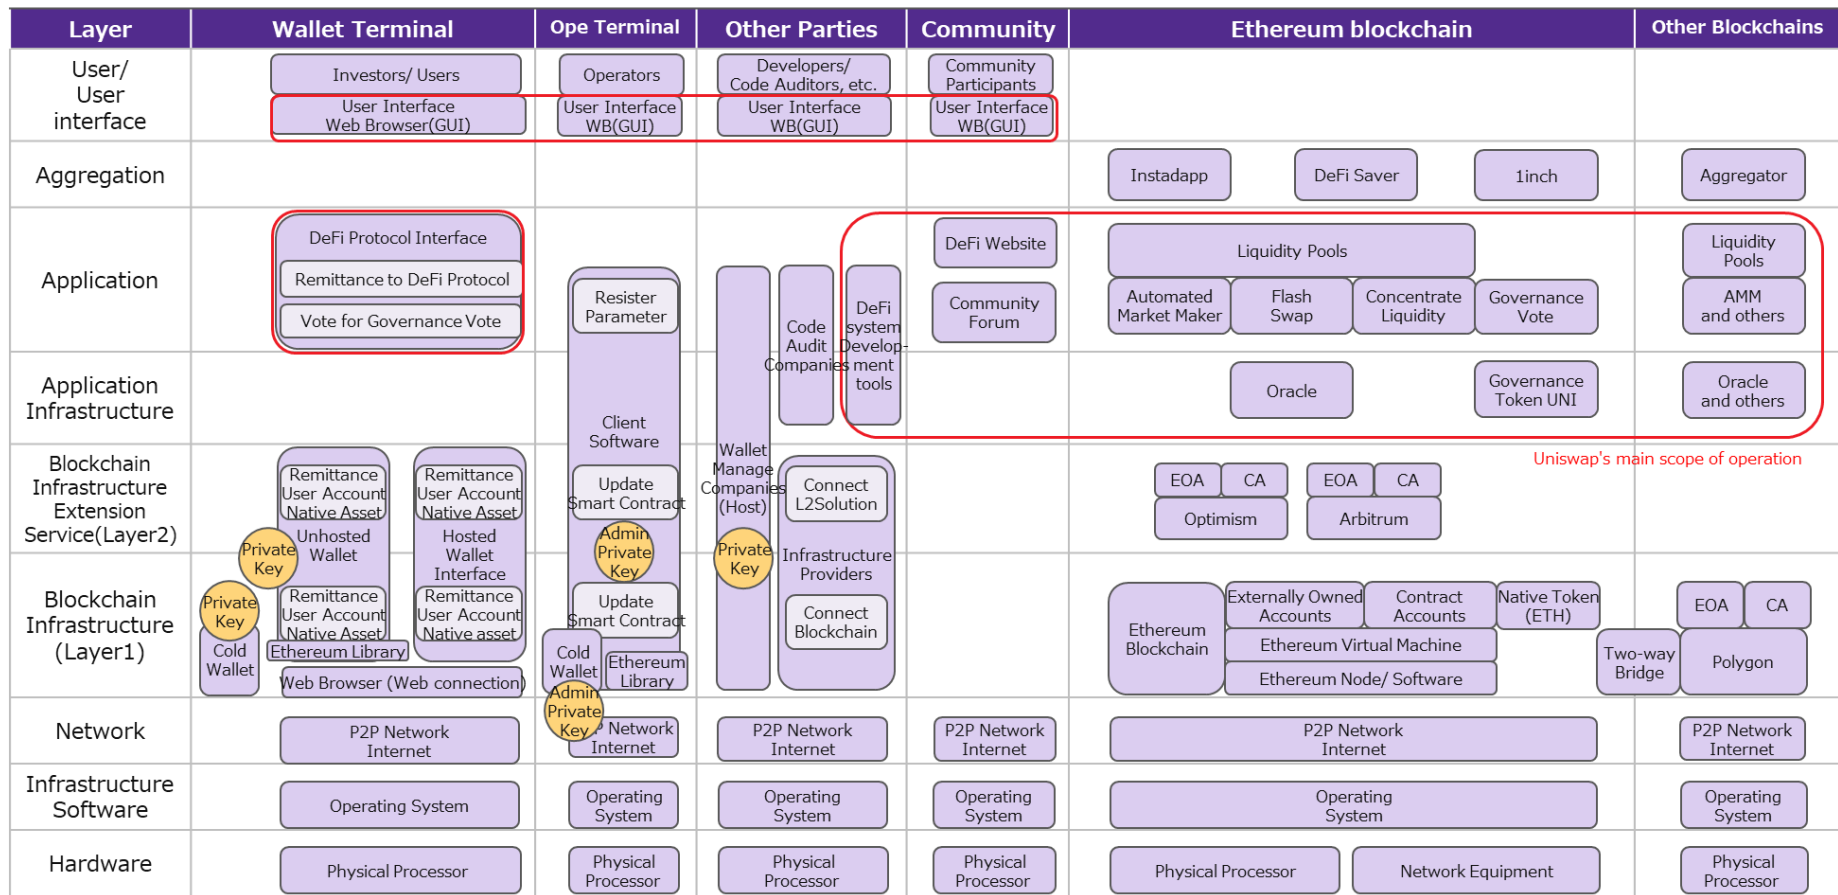 Layer
Wallet Terminal
Ope Terminal
Other Parties
Community
Ethereum blockchain
Other Blockchains
User/
User
interface
Investors/ Users
User Interface
Web Browser(GUI)
Operators
User Interface
WB(GUI)
Developers/
Code Auditors, etc.
User Interface
WB(GUI)
Community
Participants
User Interface
WB(GUI)
Aggregation
Instadapp
DeFi Saver
1inch
Aggregator
Application
DeFi Protocol Interface
Remittance to DeFi Protocol
Vote for Governance Vote
Resister
Parameter
Code
Audit
Companies
DeFi
system
Develop-
ment
tools
DeFi Website
Community
Forum
Liquidity Pools
Automated
Market Maker
Flash
Swap
Concentrate
Liquidity
Governance
Vote
Liquidity
Pools
AMM
and others
Application
Infrastructure
Client
Software
Oracle
Governance
Token UNI
Oracle
and others
Uniswap's main scope of operation
Blockchain
Infrastructure
Extension
Service(Layer2)
Remittance
User Account
Native Asset
Unhosted
Wallet
Private
Key
Remittance
User Account
Native Asset
Hosted
Wallet
Interface
Update
Smart Contract
Admin
Private
Key
Wallet
Manage
Companies
(Host)
Private
Key
Connect
L2Solution
Infrastructure
Providers
EOA
CA
Optimism
EOA
CA
Arbitrum
Blockchain
Infrastructure
(Layer1)
Private
Key
Cold
Wallet
Remittance
User Account
Native Asset
Ethereum Library
Remittance
User Account
Native asset
Web Browser (Web connection)
Update
Smart Contract
Cold
Wallet
Admin
Private
Key
Ethereum
Library
Connect
Blockchain
Ethereum
Blockchain
Externally Owned
Accounts
Contract
Accounts
Native Token
(ETH)
Ethereum Virtual Machine
Ethereum Node/ Software
Two-way
Bridge
EOA
CA
Polygon
Network
P2P Network
Internet
P Network
Internet
P2P Network
Internet
P2P Network
Internet
P2P Network
Internet
P2P Network
Internet
Infrastructure
Software
Operating System
Operating
System
Operating
System
Operating
System
Operating
System
Operating
System
Hardware
Physical Processor
Physical
Processor
Physical
Processor
Physical
Processor
Physical Processor
Network Equipment
Physical
Processor